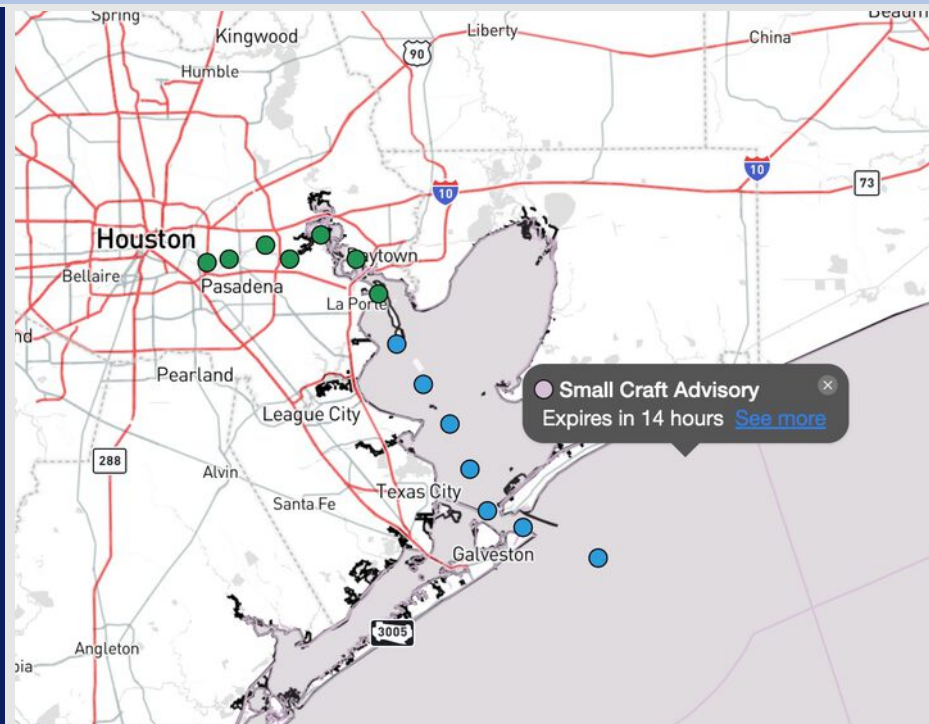 Spring
Kingwood
Liberty
China
90
Humble
10
10
73
Houston
Bellaire
Pasadena
La Porte
Pearland
Small Craft Advisory
Expires in 14 hours See more
League City
288
Alvin
Texas City
Santa Fe
Galveston
3005
Angleton